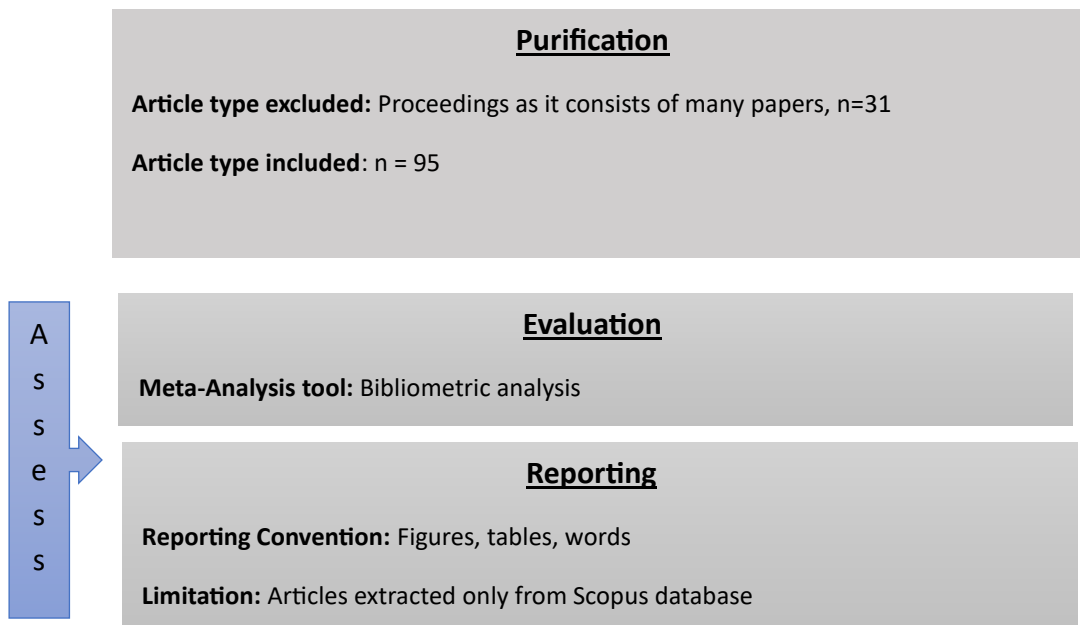 Purification
Article type excluded: Proceedings as it consists of many papers, n=31
Article type included: n = 95
A
s
s
e
s
s
Evaluation
Meta-Analysis tool: Bibliometric analysis
Reporting
Reporting Convention: Figures, tables, words
Limitation: Articles extracted only from Scopus database